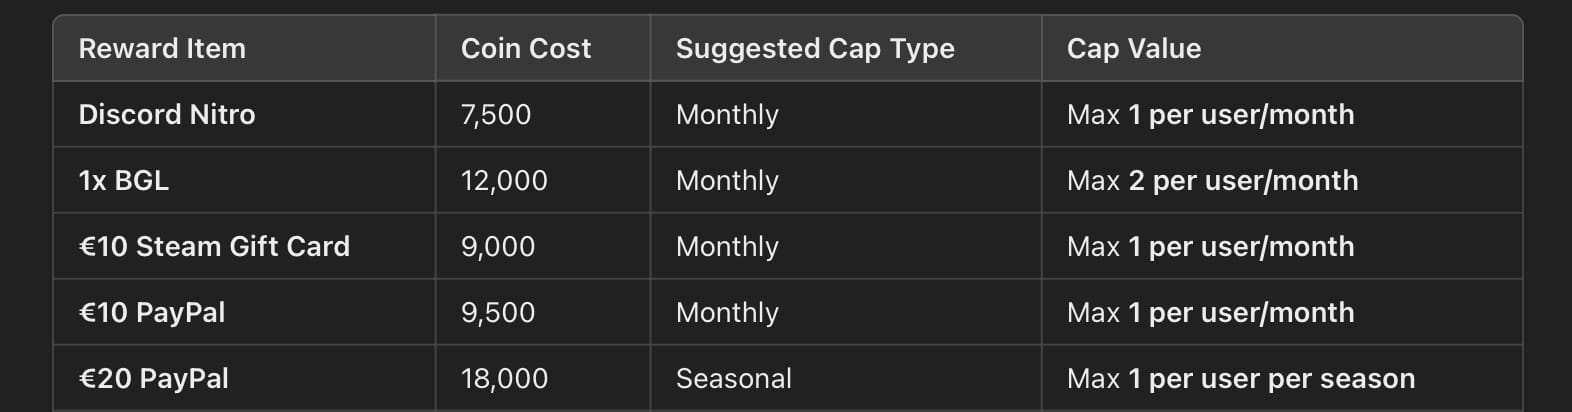 Reward Item Coin Cost Suggested Cap Type Cap Value
Discord Nitro 7,500 Monthly Max 1 per user/month
1x BGL 12,000 Monthly Max 2 per user/month
€10 Steam Gift Card 9,000 Monthly Max 1 per user/month
€10 PayPal 9,500 Monthly Max 1 per user/month
€20 PayPal 18,000 Seasonal Max 1 per user per season